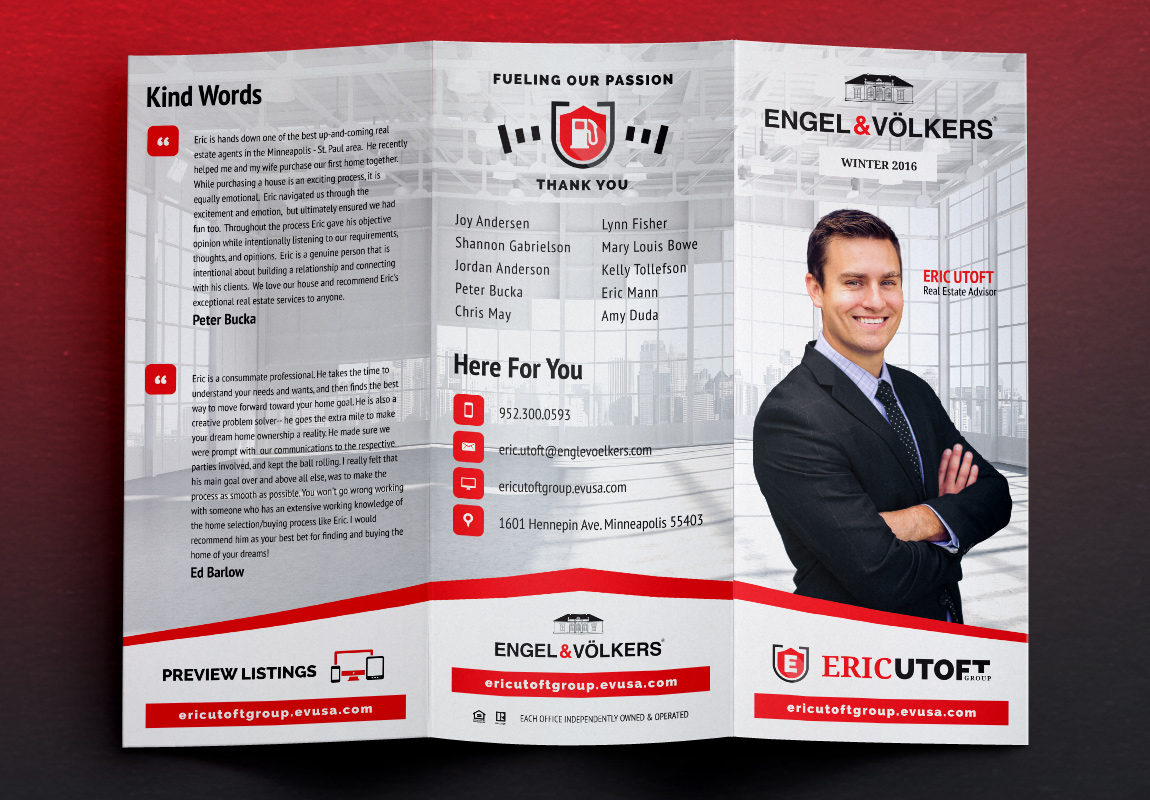 Kind Words
Eric is hands down one of the best up-and-coming real
estate agents in the Minneapolis - St. Paul area. He recently
helped me and my wife purchase our first home together.
While purchasing a house is an exciting process, it is
equally emotional. Eric navigated us through the
excitement and emotion, but ultimately ensured we had
fun too. Throughout the process Eric gave his objective
opinion while intentionally listening to our requirements,
thoughts, and opinions. Eric is a genuine person that is
intentional about building a relationship and connecting
with his clients. We love our house and recommend Eric's
exceptional real estate services to anyone.
Peter Bucka
Eric is a consummate professional. He takes the time to
understand your needs and wants, and then finds the best
way to move forward toward your home goal. He is also a
creative problem solver-- he goes the extra mile to make
your dream home ownership a reality. He made sure we
were prompt with our communications to the respective
parties involved, and kept the ball rolling. I really felt that
his main goal over and above all else, was to make the
process as smooth as possible. You won't go wrong working
with someone who has an extensive working knowledge of
the home selection/buying process like Eric. I would
recommend him as your best bet for finding and buying the
home of your dreams!
Ed Barlow
PREVIEW LISTINGS
ericutoftgroup.evusa.com
FUELING OUR PASSION
THANK YOU
Joy Andersen
Shannon Gabrielson
Jordan Anderson
Peter Bucka
Chris May
Lynn Fisher
Mary Louis Bowe
Kelly Tollefson
Eric Mann
Amy Duda
Here For You
952.300.0593
eric.utoft@englevoelkers.com
ericutoftgroup.evusa.com
1601 Hennepin Ave. Minneapolis 55403
ENGEL&VÖLKERS®
ericutoftgroup.evusa.com
EACH OFFICE INDEPENDENTLY OWNED & OPERATED
ENGEL&VÖLKERS®
WINTER 2016
ERIC UTOFT
Real Estate Advisor
E
ERICUTOFT
GROUP
ericutoftgroup.evusa.com